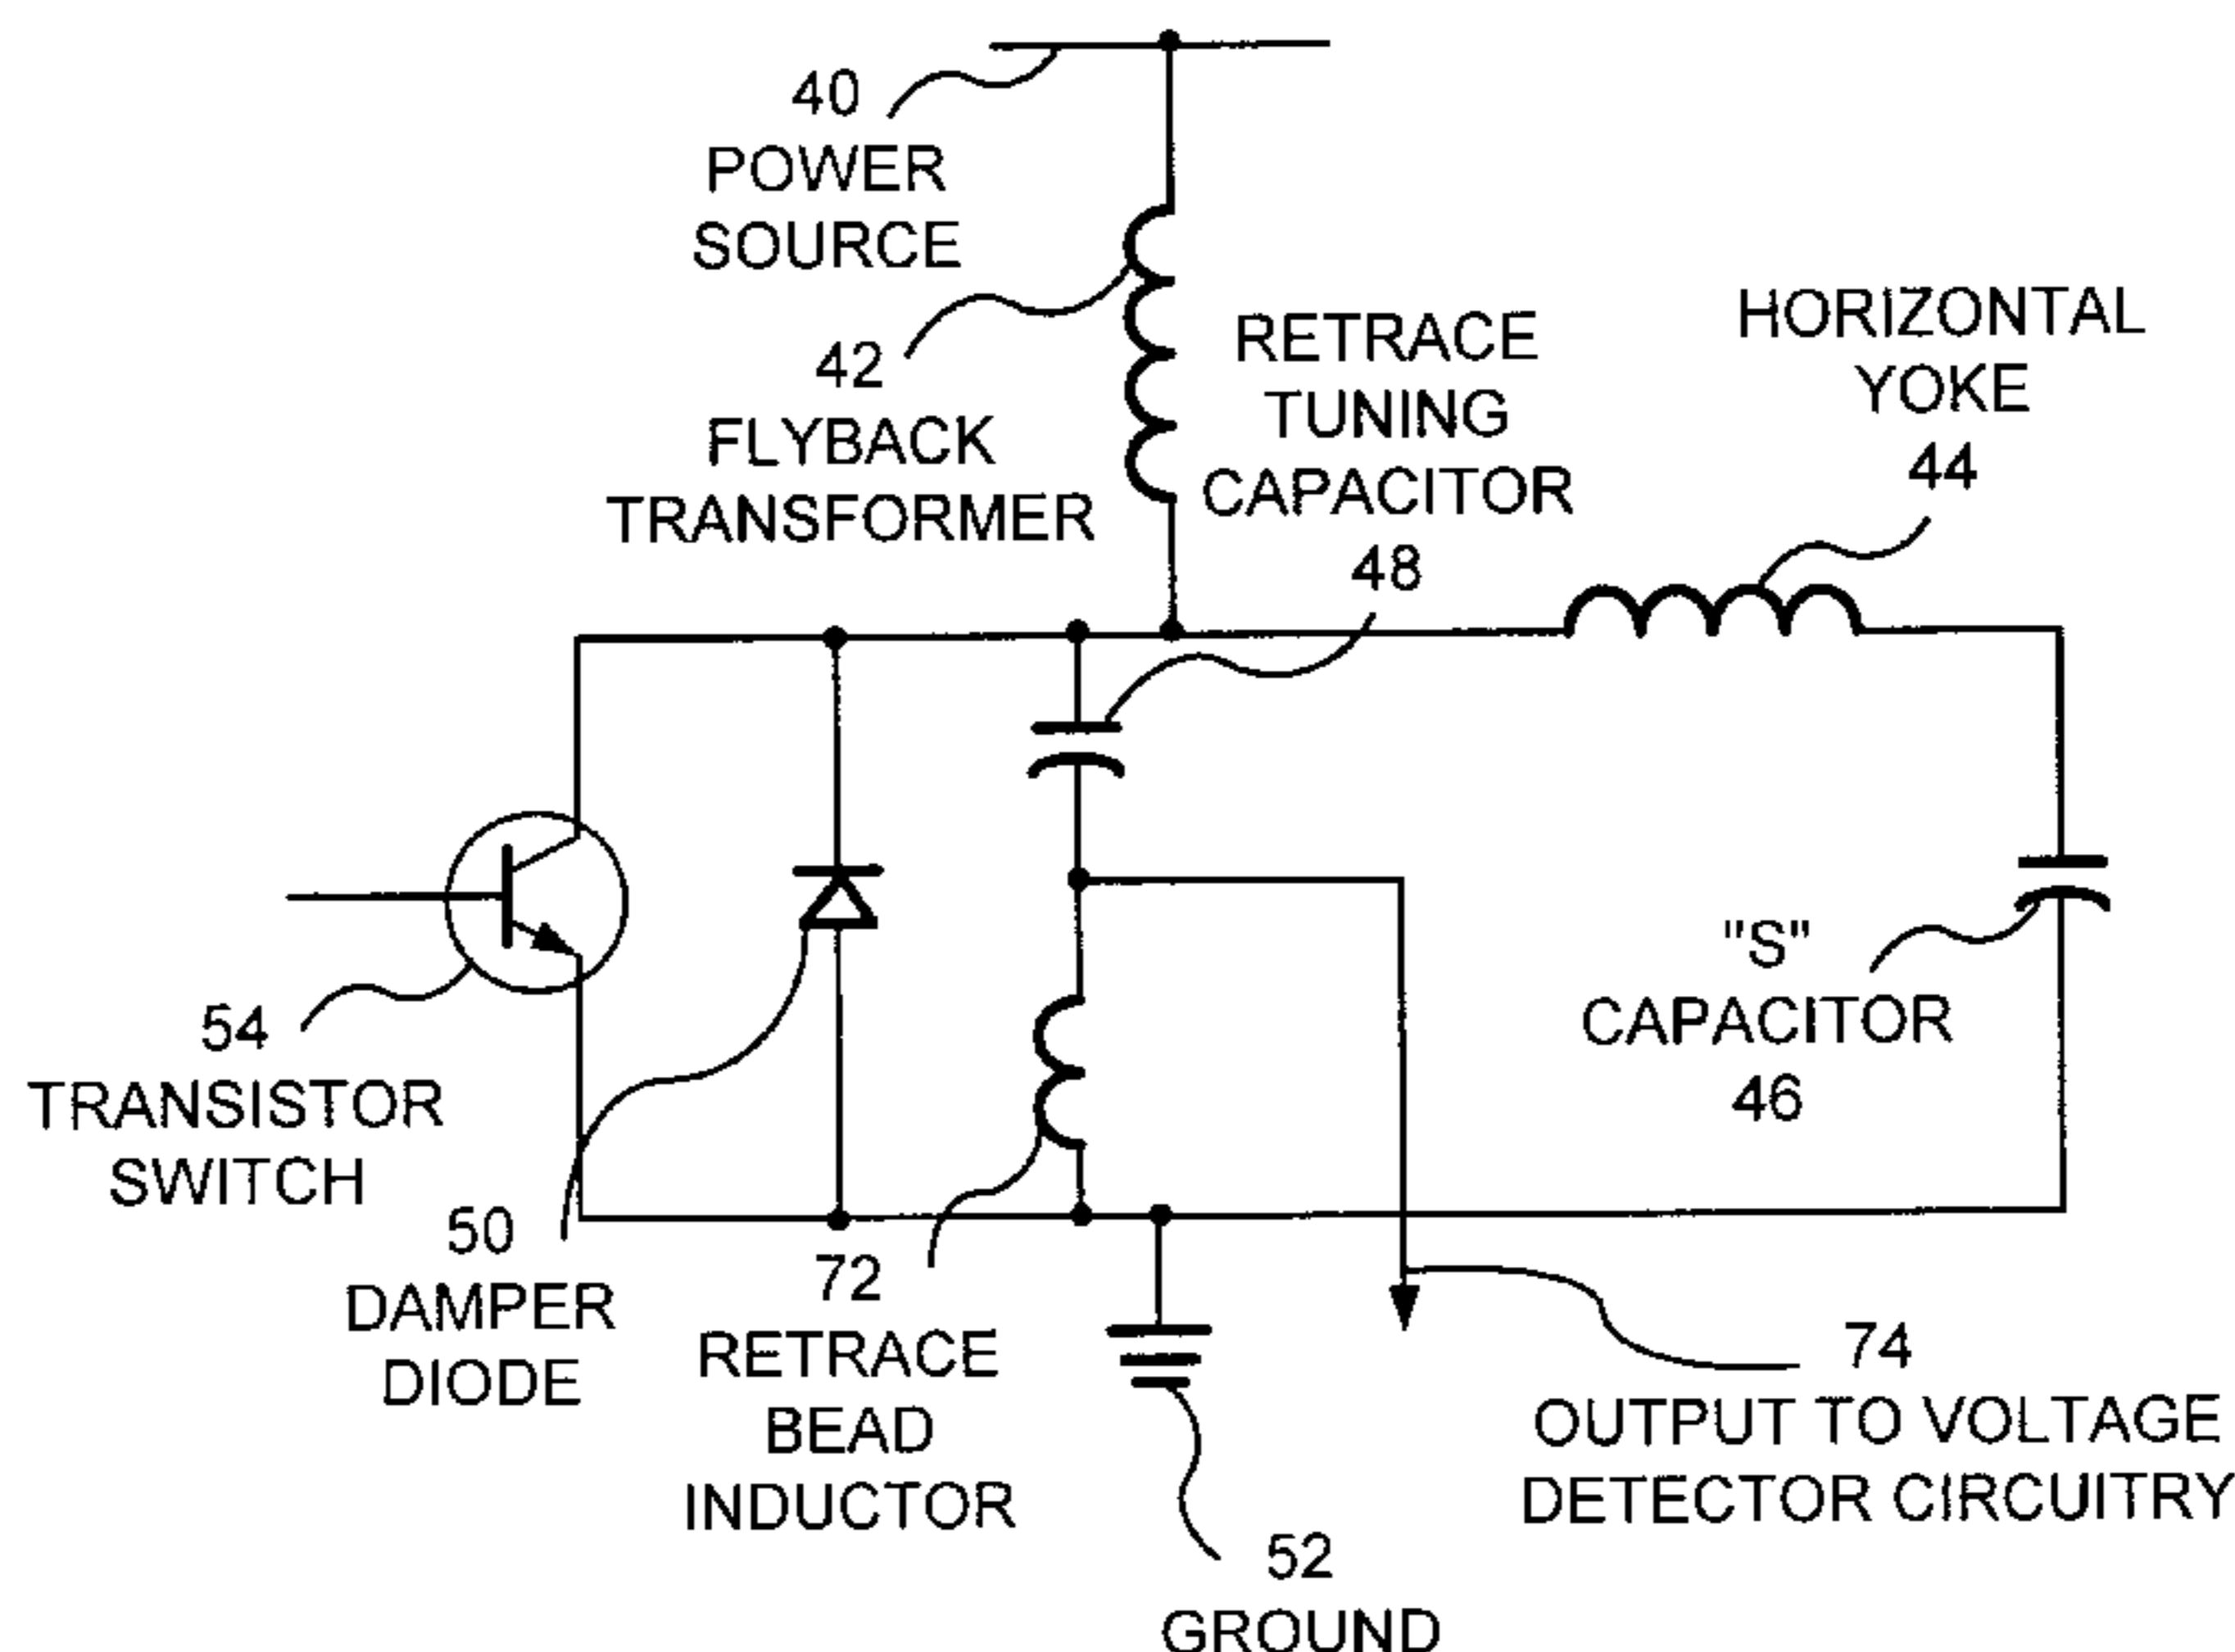 40
POWER
SOURCE
42
FLYBACK
TRANSFORMER
RETRACE
TUNING
CAPACITOR
48
HORIZONTAL
YOKE
44
"S"
CAPACITOR
46
54
TRANSISTOR
SWITCH
50
DAMPER
DIODE
72
RETRACE
BEAD
INDUCTOR
52
GROUND
74
OUTPUT TO VOLTAGE
DETECTOR CIRCUITRY